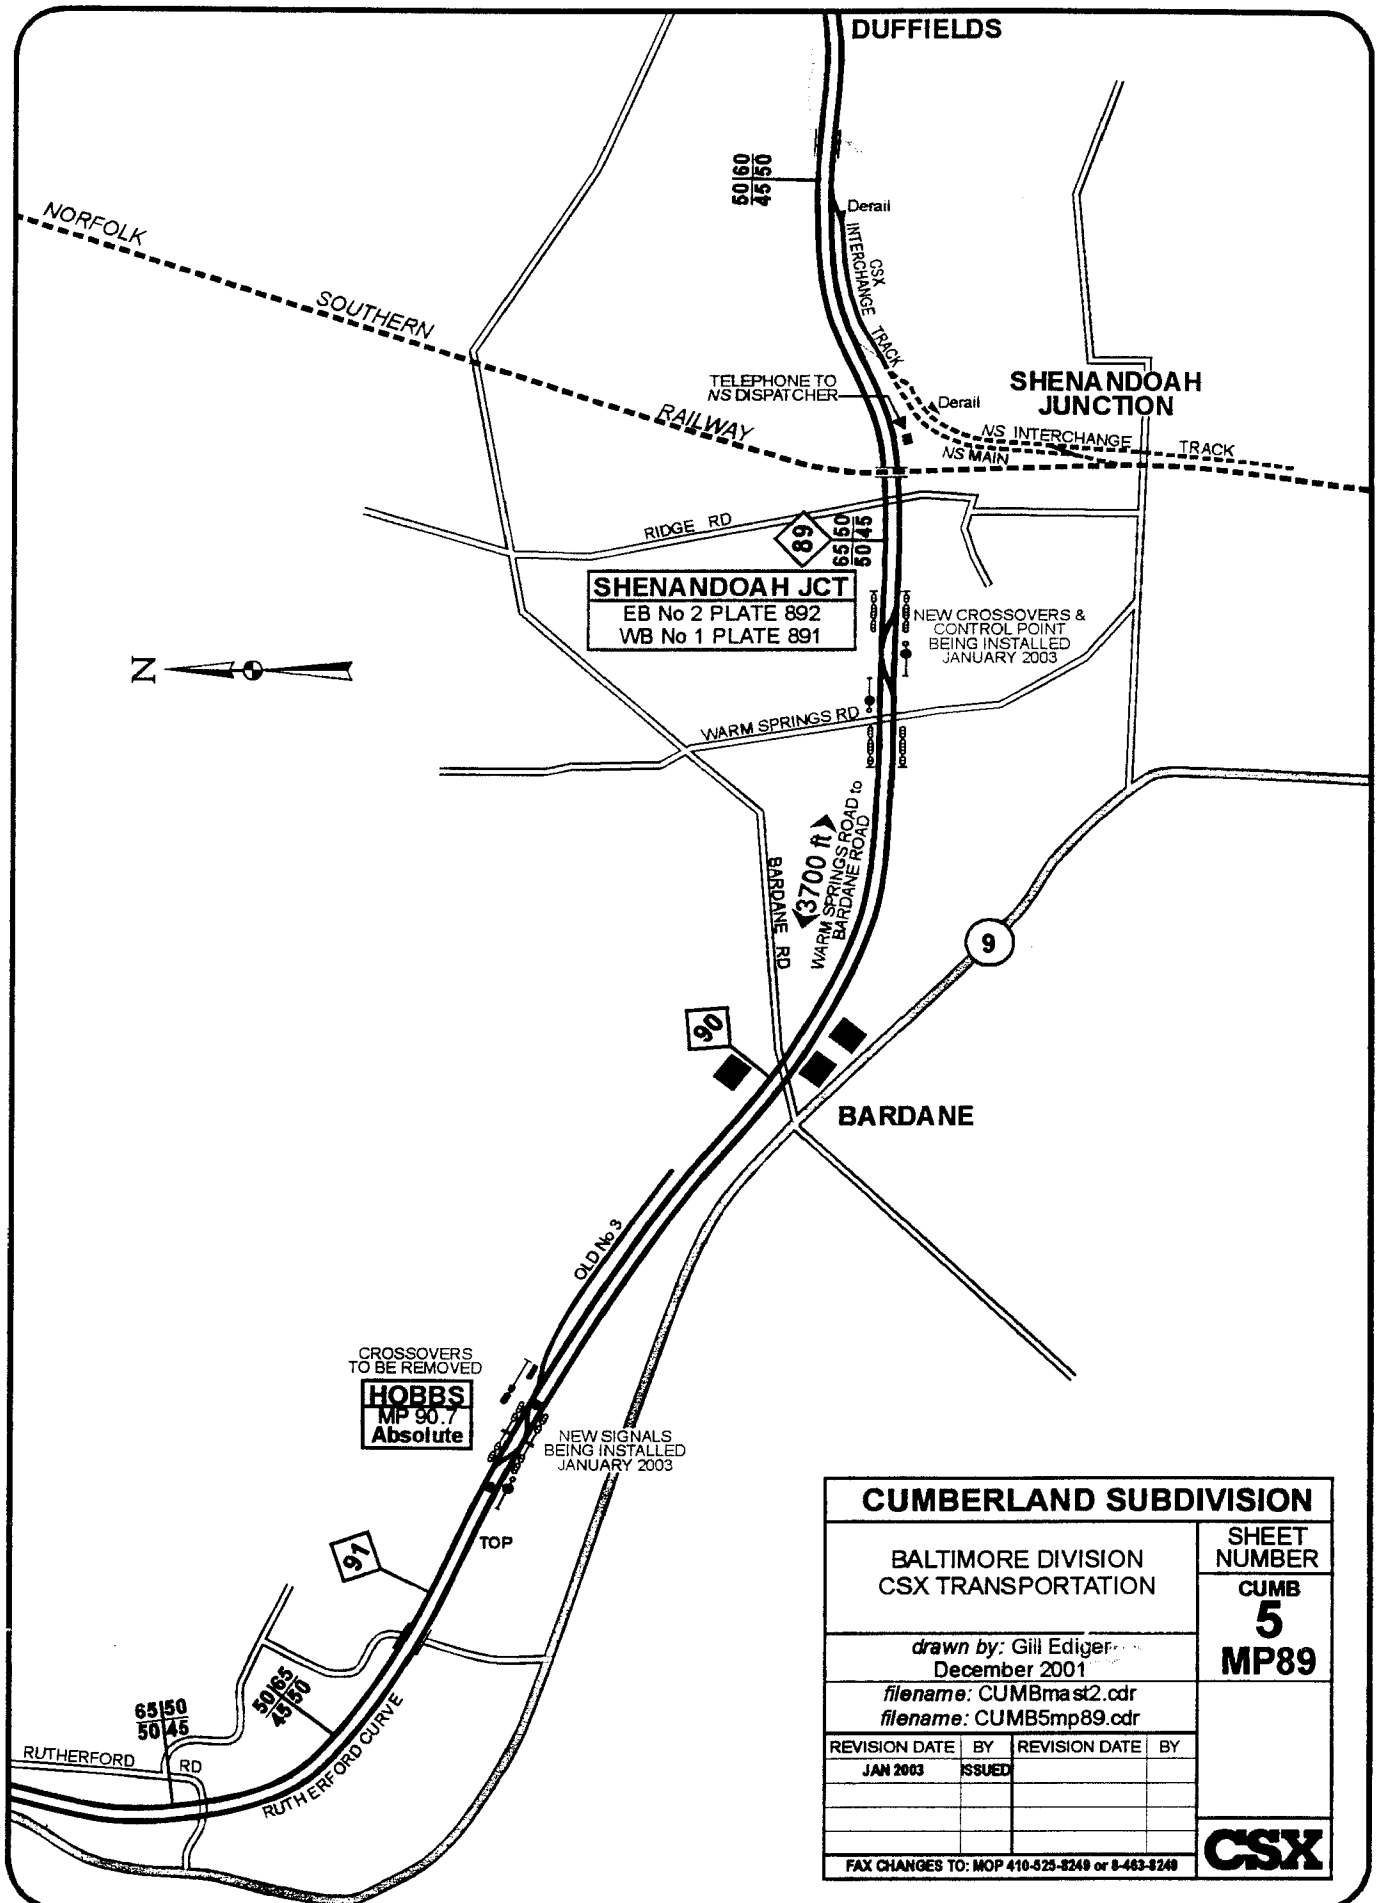 DUFFIELDS
50|60
45|50
Derail
CSX
INTERCHANGE TRACK
NORFOLK
SOUTHERN
RAILWAY
TELEPHONE TO
NS DISPATCHER
SHENANDOAH
JUNCTION
Derail
NS INTERCHANGE TRACK
NS MAIN
RIDGE RD
89
65|50
50|45
SHENANDOAH JCT
EB No 2 PLATE 892
WB No 1 PLATE 891
NEW CROSSOVERS &
CONTROL POINT
BEING INSTALLED
JANUARY 2003
N
WARM SPRINGS RD
3700 ft
WARM SPRINGS ROAD to
BARDANE ROAD
BARDANE RD
9
90
BARDANE
OLD No 3
CROSSOVERS
TO BE REMOVED
HOBBS
MP 90.7
Absolute
NEW SIGNALS
BEING INSTALLED
JANUARY 2003
TOP
91
50|65
45|50
65|50
50|45
RUTHERFORD RD
RUTHERFORD CURVE
CUMBERLAND SUBDIVISION
BALTIMORE DIVISION
CSX TRANSPORTATION
SHEET
NUMBER
CUMB
5
MP89
drawn by: Gill Ediger
December 2001
filename: CUMBmast2.cdr
filename: CUMB5mp89.cdr
REVISION DATE BY REVISION DATE BY
JAN 2003 ISSUED
FAX CHANGES TO: MOP 410-525-8249 or 8-463-8249
CSX